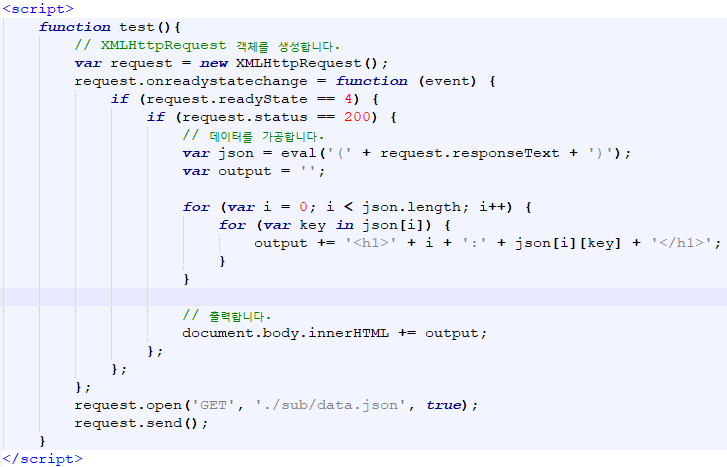 <script>
function test(){
// XMLHttpRequest 객체를 생성합니다.
var request = new XMLHttpRequest();
request.onreadystatechange = function (event) {
if (request.readyState == 4) {
if (request.status == 200) {
// 데이터를 가공합니다.
var json = eval('(' + request.responseText + ')');
var output = '';
for (var i = 0; i < json.length; i++) {
for (var key in json[i]) {
output += '<h1>' + i + ':' + json[i][key] + '</h1>';
}
}
// 출력합니다.
document.body.innerHTML += output;
};
};
};
request.open('GET', './sub/data.json', true);
request.send();
}
</script>